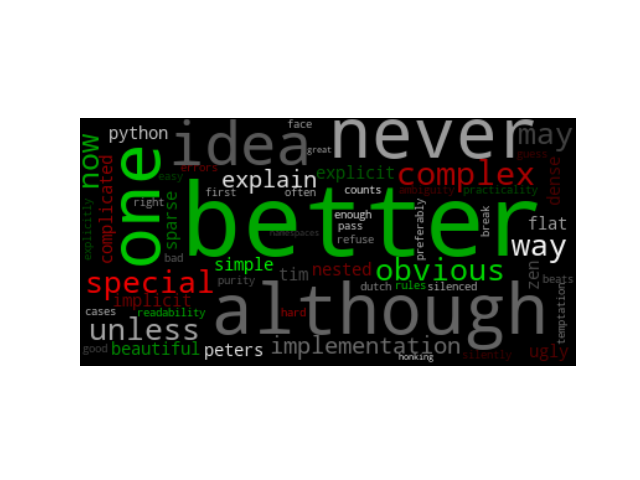 face
python
idea
never
may
great
now
complicated
one
errors
easy
explain
explicit
complex
guess
dense
first
often
counts
ambiguity
practicality
right
sparse
better
explicitly
enough
pass
preferably
break
flat
namespaces
refuse
way
bad
simple
tim
nested
obvious
zen
beats
special
purity
dutch
rules
silenced
implicit
although
temptation
cases
readability
hard
unless
implementation
good
beautiful
peters
honking
silently
ugly